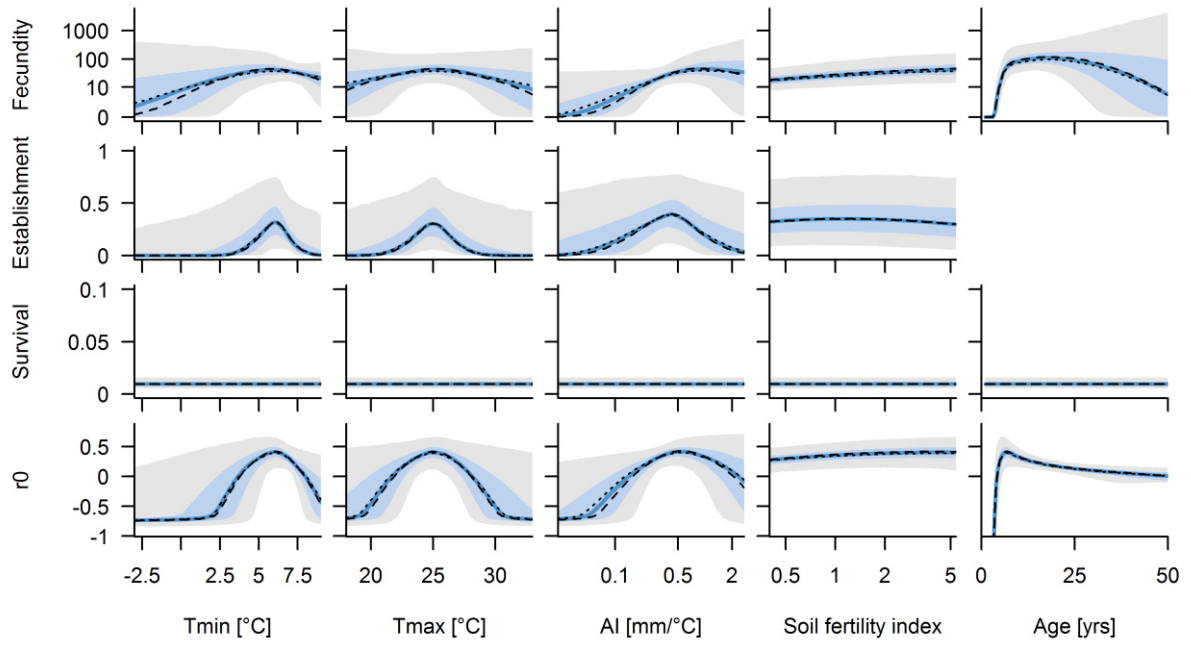 Fecundity
1000
100
10
0
Establishment
1
0.5
0
Survival
0.1
0.05
0
r0
0.5
0
-0.5
-1
-2.5 2.5 5 7.5 20 25 30 0.1 0.5 2 0.5 1 2 5 0 25 50
Tmin [°C] Tmax [°C] AI [mm/°C] Soil fertility index Age [yrs]